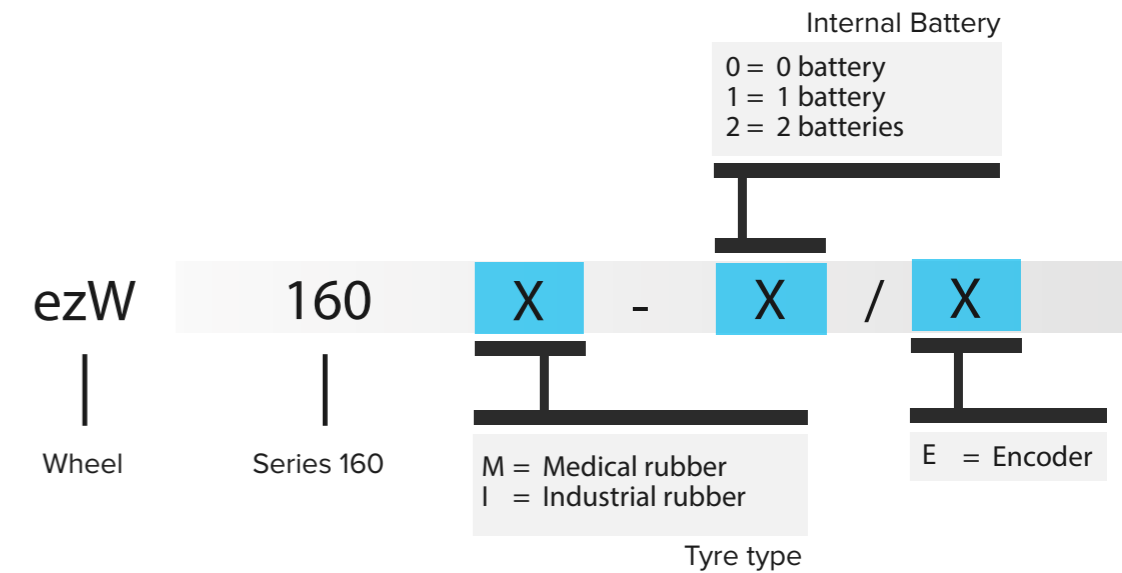 Internal Battery
0 = 0 battery
1 = 1 battery
2 = 2 batteries
ezW 160 X - X / X
Wheel
Series 160
M = Medical rubber
I = Industrial rubber
Tyre type
E = Encoder